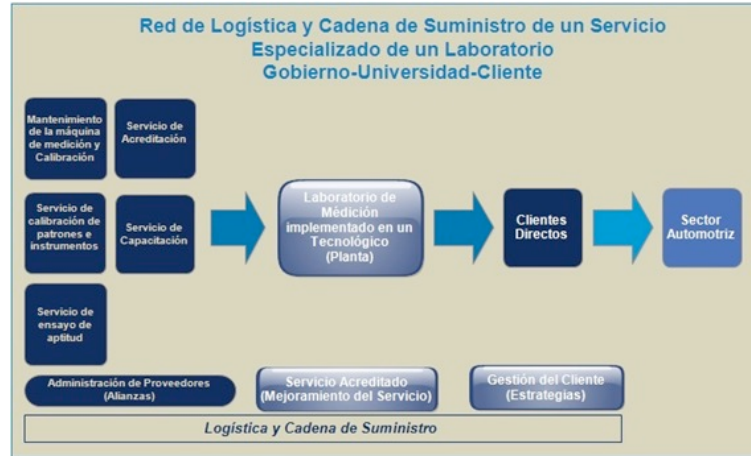 Red de Logística y Cadena de Suministro de un Servicio
Especializado de un Laboratorio
Gobierno-Universidad-Cliente
Mantenimiento
de la máquina
de medición y
Calibración
Servicio de
Acreditación
Servicio de
calibración de
patrones e
instrumentos
Servicio de
Capacitación
Servicio de
ensayo de
aptitud
Laboratorio de
Médición
implementado en un
Tecnológico
(Planta)
Clientes
Directos
Sector
Automotriz
Administración de Proveedores
(Alianzas)
Servicio Acreditado
(Mejoramiento del Servicio)
Gestión del Cliente
(Estrategias)
Logística y Cadena de Suministro